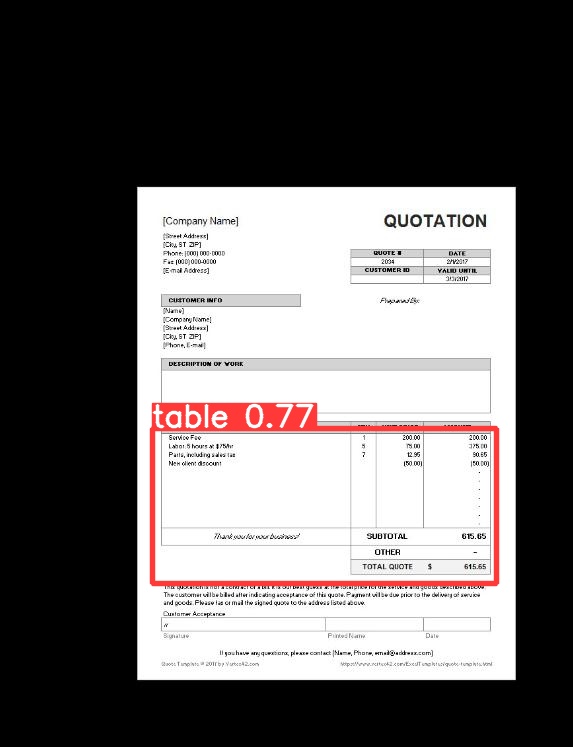 [Company Name]
QUOTATION
[Street Address]
[City, ST ZIP]
Phone: (000) 000-0000
Fax (000) 000-0000
[E-mail Address]
QUOTE # DATE
2034 2/1/2017
CUSTOMER ID VALID UNTIL
3/3/2017
CUSTOMER INFO
Prepared By:
[Name]
[Company Name]
[Street Address]
[City, ST ZIP]
[Phone, E-mail]
DESCRIPTION OF WORK
table 0.77
Service Fee 1 200.00 200.00
Labor: 5 hours at $75/hr 5 75.00 375.00
Parts, including sales tax 7 12.95 90.65
New client discount (50.00) (50.00)
-
-
-
-
-
-
-
Thank you for your business! SUBTOTAL 615.65
OTHER -
TOTAL QUOTE $ 615.65
This quotation is not a contract or a bill. It is our best guess at the total price for the service and goods described above.
The customer will be billed after indicating acceptance of this quote. Payment will be due prior to the delivery of service
and goods. Please fax or mail the signed quote to the address listed above.
Customer Acceptance
x
Signature Printed Name Date
If you have any questions, please contact [Name, Phone, email@address.com]
Quote Template © 2017 by Vertex42.com https://www.vertex42.com/ExcelTemplates/quote-template.html